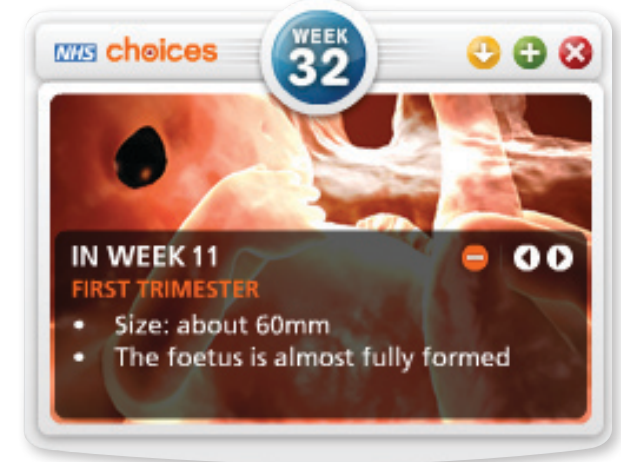 NHS choices
WEEK
32
IN WEEK 11
FIRST TRIMESTER
• Size: about 60mm
• The foetus is almost fully formed